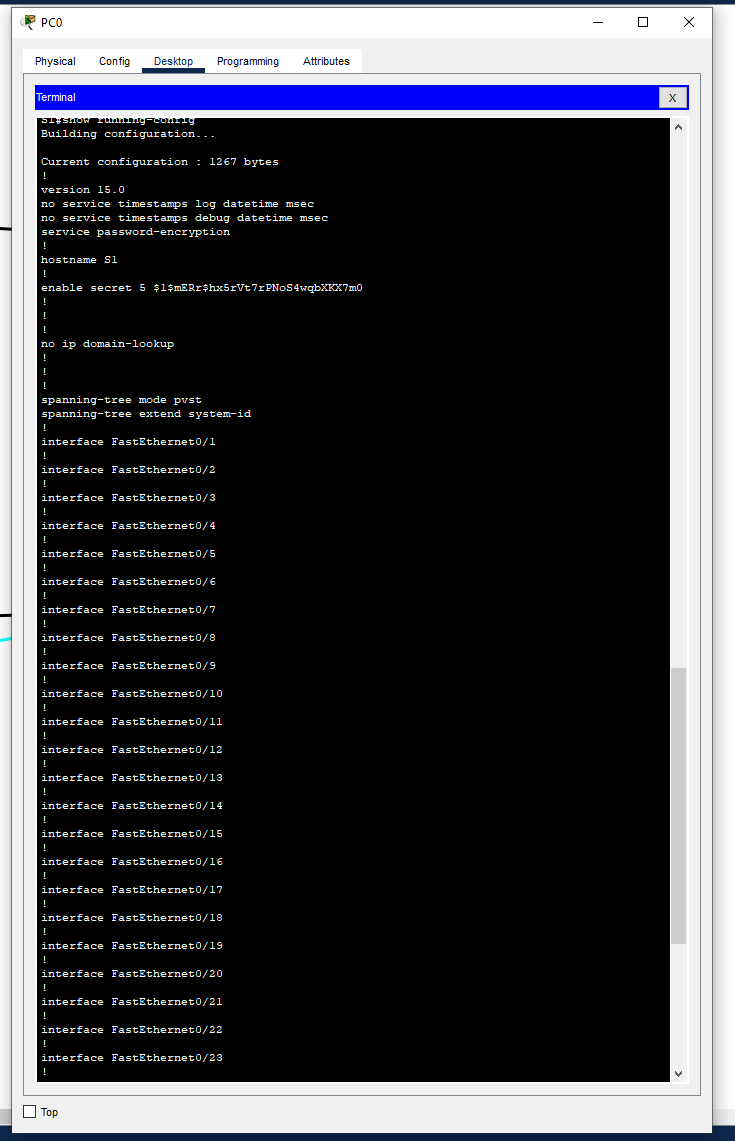 PC0
Physical Config Desktop Programming Attributes
Terminal X
S1#show running-config
Building configuration...
Current configuration : 1267 bytes
!
version 15.0
no service timestamps log datetime msec
no service timestamps debug datetime msec
service password-encryption
!
hostname S1
!
enable secret 5 $1$mERr$hx5rVt7rPNoS4wqbXKX7m0
!
!
!
no ip domain-lookup
!
!
!
spanning-tree mode pvst
spanning-tree extend system-id
!
interface FastEthernet0/1
!
interface FastEthernet0/2
!
interface FastEthernet0/3
!
interface FastEthernet0/4
!
interface FastEthernet0/5
!
interface FastEthernet0/6
!
interface FastEthernet0/7
!
interface FastEthernet0/8
!
interface FastEthernet0/9
!
interface FastEthernet0/10
!
interface FastEthernet0/11
!
interface FastEthernet0/12
!
interface FastEthernet0/13
!
interface FastEthernet0/14
!
interface FastEthernet0/15
!
interface FastEthernet0/16
!
interface FastEthernet0/17
!
interface FastEthernet0/18
!
interface FastEthernet0/19
!
interface FastEthernet0/20
!
interface FastEthernet0/21
!
interface FastEthernet0/22
!
interface FastEthernet0/23
!
Top